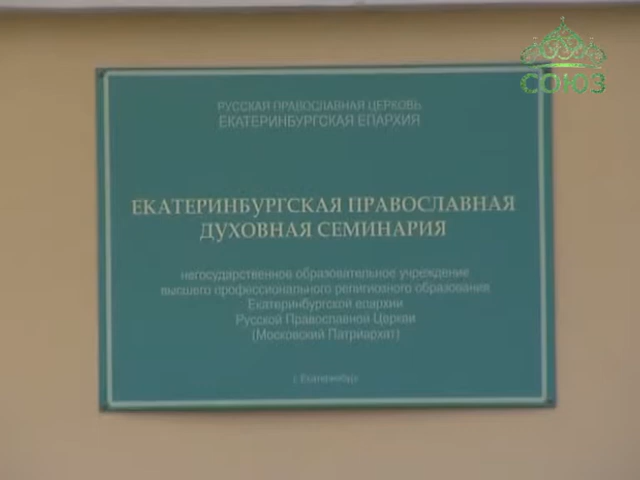 СОЮЗ
РУССКАЯ ПРАВОСЛАВНАЯ ЦЕРКОВЬ
ЕКАТЕРИНБУРГСКАЯ ЕПАРХИЯ
ЕКАТЕРИНБУРГСКАЯ ПРАВОСЛАВНАЯ
ДУХОВНАЯ СЕМИНАРИЯ
негосударственное образовательное учреждение
высшего профессионального религиозного образования
Екатеринбургской епархии
Русской Православной Церкви
(Московский Патриархат)
г. Екатеринбург